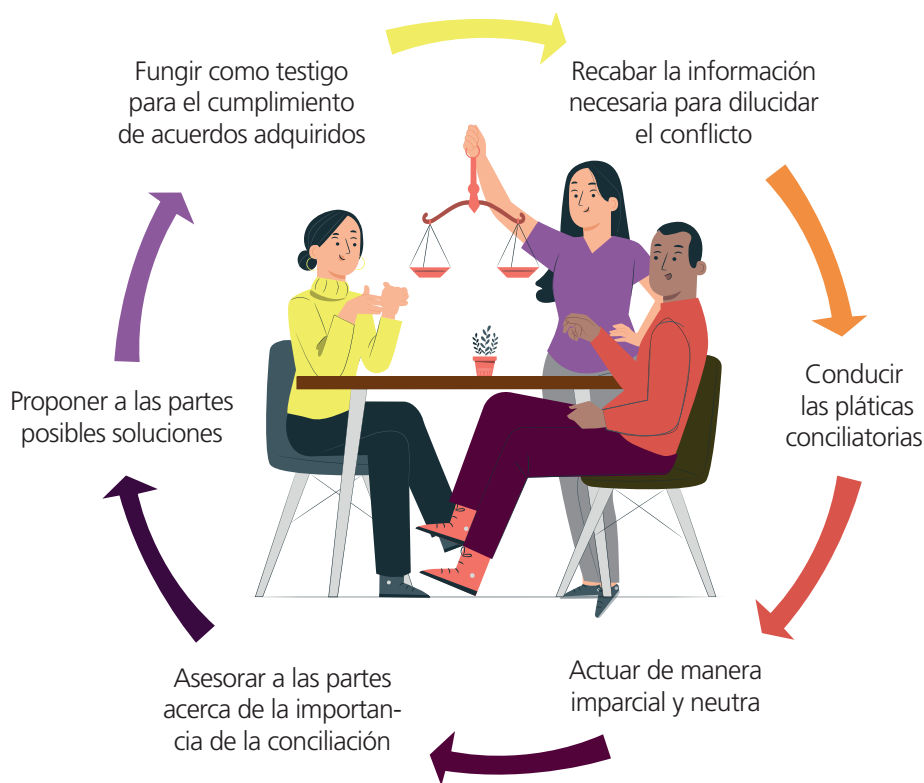 Fungir como testigo
para el cumplimiento
de acuerdos adquiridos
Recabar la información
necesaria para dilucidar
el conflicto
Conducir
las pláticas
conciliatorias
Actuar de manera
imparcial y neutra
Asesorar a las partes
acerca de la importan-
cia de la conciliación
Proponer a las partes
posibles soluciones